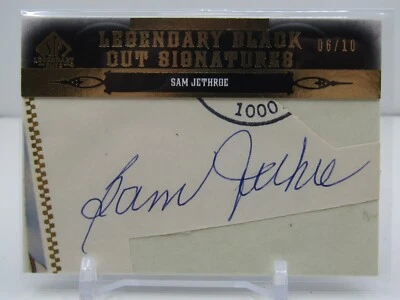 LEGENDARY BLACK 06/10
CUT SIGNATURES
SAM JETHROE
1000
Sam Jethroe